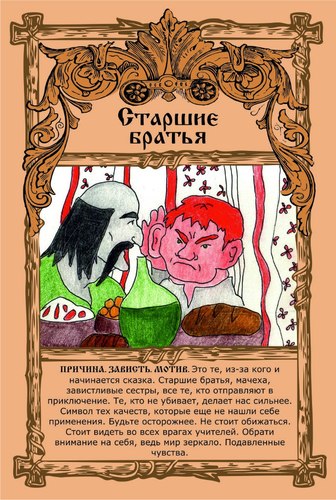 Старшие
братья
ПРИЧИНА. ЗАВИСТЬ. МОТИВ. Это те, из-за кого и
начинается сказка. Старшие братья, мачеха,
завистливые сестры, все те, кто отправляют в
приключение. Те, кто не убивает, делает нас сильнее.
Символ тех качеств, которые еще не нашли себе
применения. Будьте осторожнее. Не стоит обижаться.
Стоит видеть во всех врагах учителей. Обрати
внимание на себя, ведь мир зеркало. Подавленные
чувства.